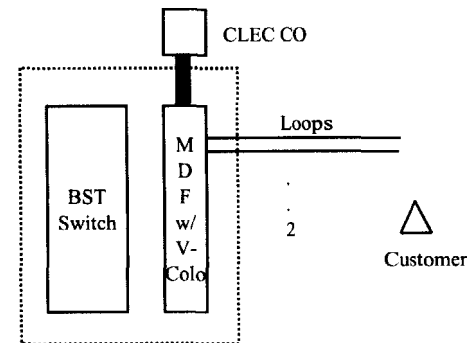 CLEC CO
Loops
M
D
F
w/
V-
Colo
BST
Switch
.
.
2
Customer